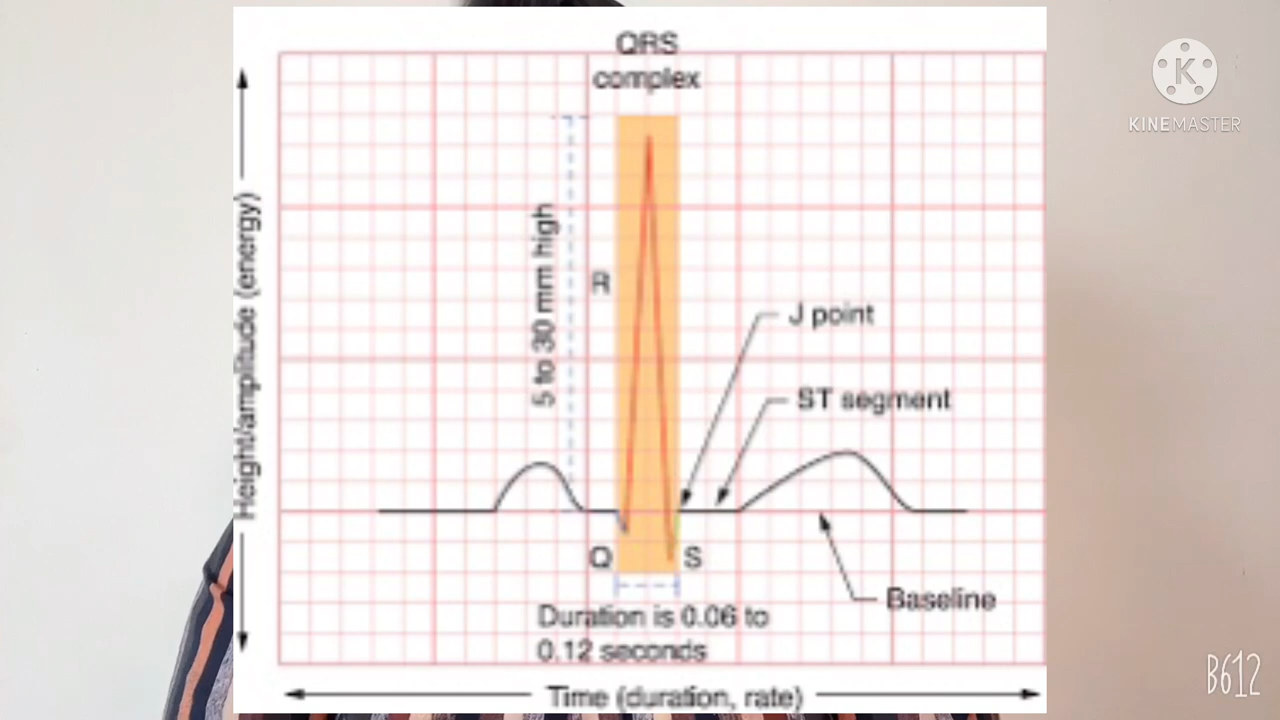 QRS
complex
Height/amplitude (energy)
5 to 30 mm high
R
J point
ST segment
Q
S
Baseline
Duration is 0.06 to
0.12 seconds
Time (duration, rate)
K
KINEMASTER
B612